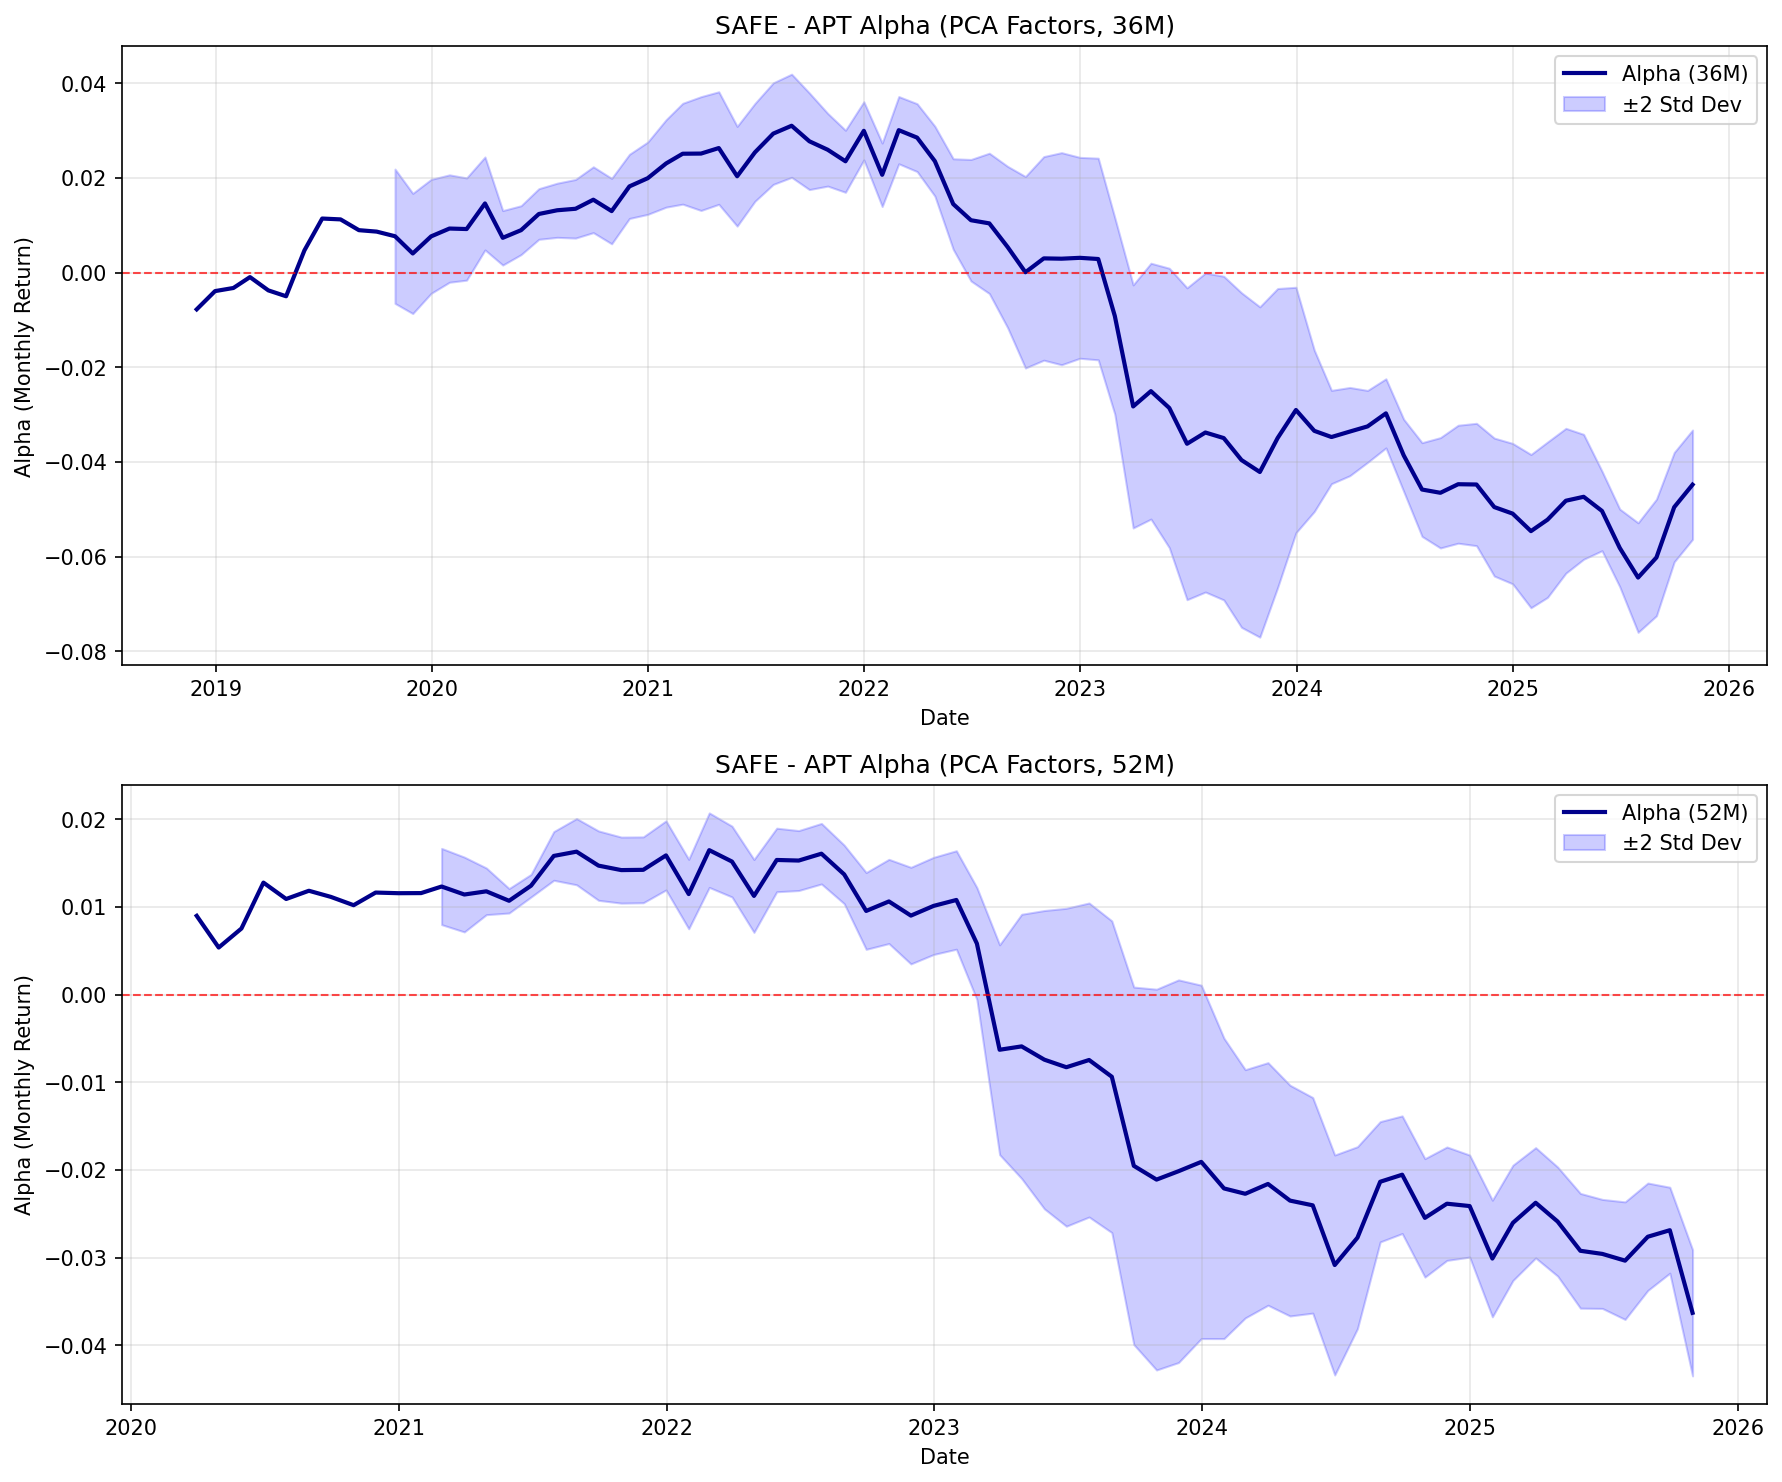 SAFE - APT Alpha (PCA Factors, 36M)
Alpha (36M)
±2 Std Dev
Alpha (Monthly Return)
0.04
0.02
0.00
−0.02
−0.04
−0.06
−0.08
2019 2020 2021 2022 2023 2024 2025 2026
Date
SAFE - APT Alpha (PCA Factors, 52M)
Alpha (52M)
±2 Std Dev
Alpha (Monthly Return)
0.02
0.01
0.00
−0.01
−0.02
−0.03
−0.04
2020 2021 2022 2023 2024 2025 2026
Date